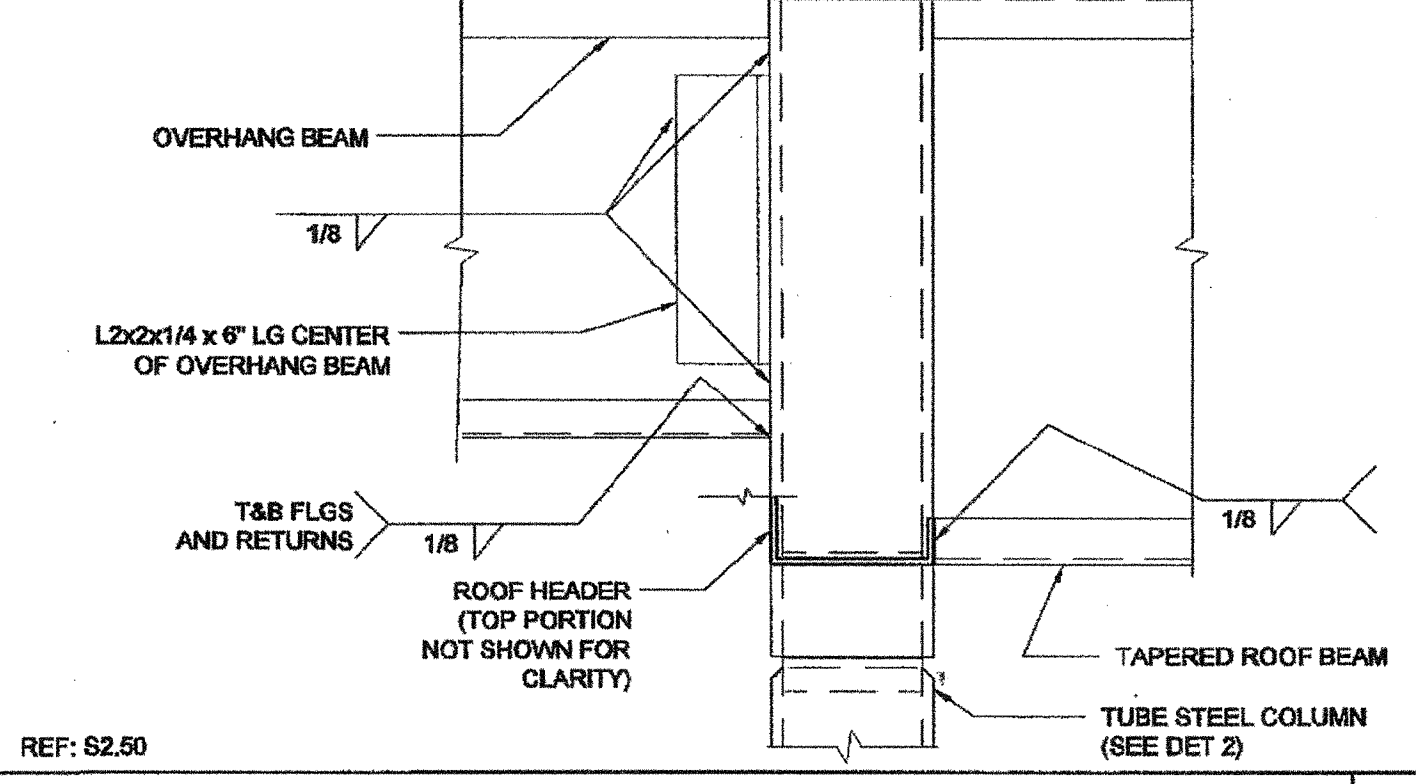 OVERHANG BEAM
1/8
L2x2x1/4 x 6" LG CENTER
OF OVERHANG BEAM
T&B FLGS
AND RETURNS
1/8
1/8
ROOF HEADER
(TOP PORTION
NOT SHOWN FOR
CLARITY)
TAPERED ROOF BEAM
TUBE STEEL COLUMN
(SEE DET 2)
REF: S2.50